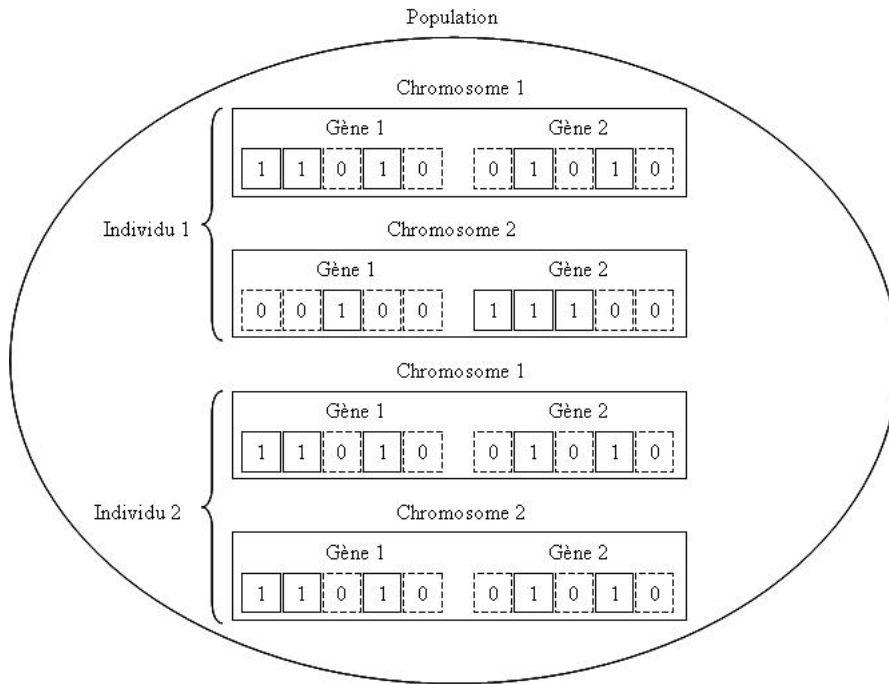 Population
Chromosome 1
Gène 1 Gène 2
1 1 0 1 0 0 1 0 1 0
Individu 1
Chromosome 2
Gène 1 Gène 2
0 0 1 0 0 1 1 1 0 0
Chromosome 1
Gène 1 Gène 2
1 1 0 1 0 0 1 0 1 0
Individu 2
Chromosome 2
Gène 1 Gène 2
1 1 0 1 0 0 1 0 1 0